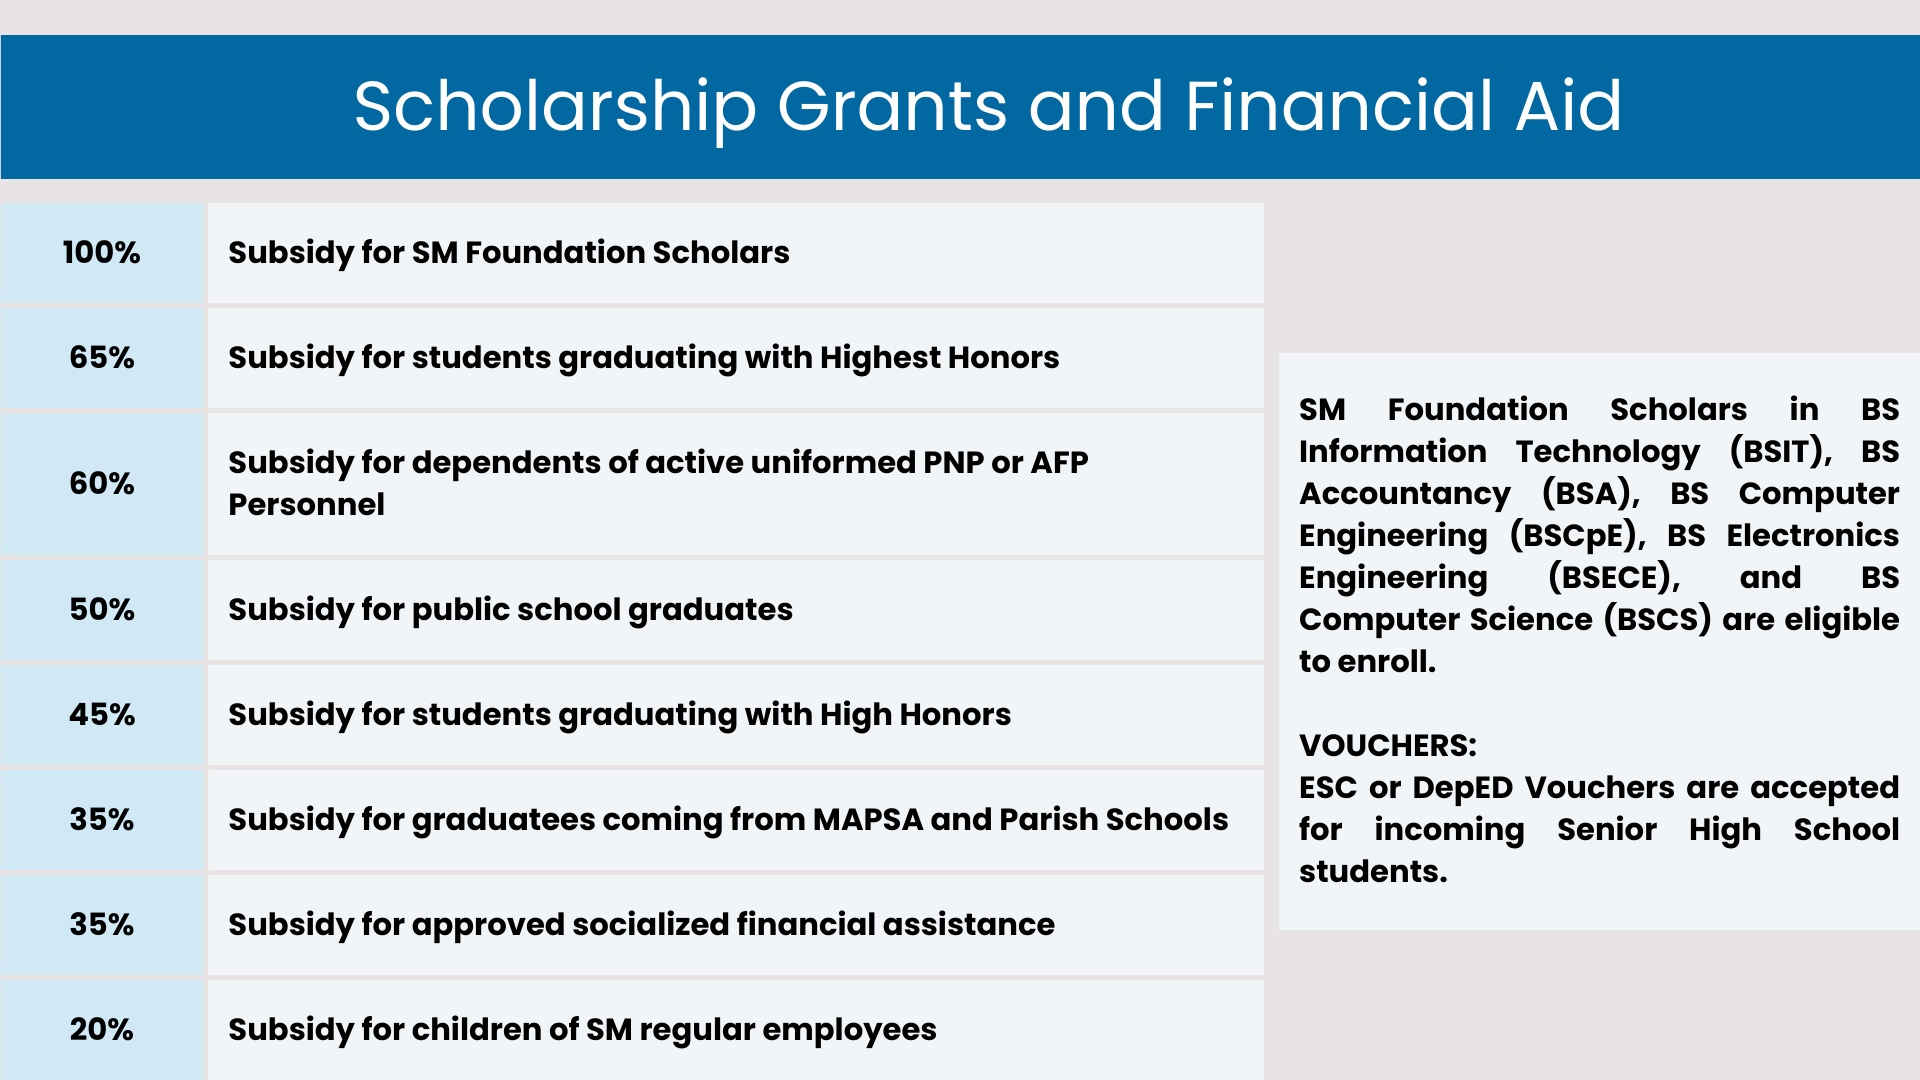 Scholarship Grants and Financial Aid
100%
Subsidy for SM Foundation Scholars
65%
Subsidy for students graduating with Highest Honors
60%
Subsidy for dependents of active uniformed PNP or AFP
Personnel
50%
Subsidy for public school graduates
45%
Subsidy for students graduating with High Honors
35%
Subsidy for graduatees coming from MAPSA and Parish Schools
35%
Subsidy for approved socialized financial assistance
20%
Subsidy for children of SM regular employees
SM Foundation Scholars in BS
Information Technology (BSIT), BS
Accountancy (BSA), BS Computer
Engineering (BSCpE), BS Electronics
Engineering (BSECE), and BS
Computer Science (BSCS) are eligible
to enroll.
VOUCHERS:
ESC or DepED Vouchers are accepted
for incoming Senior High School
students.